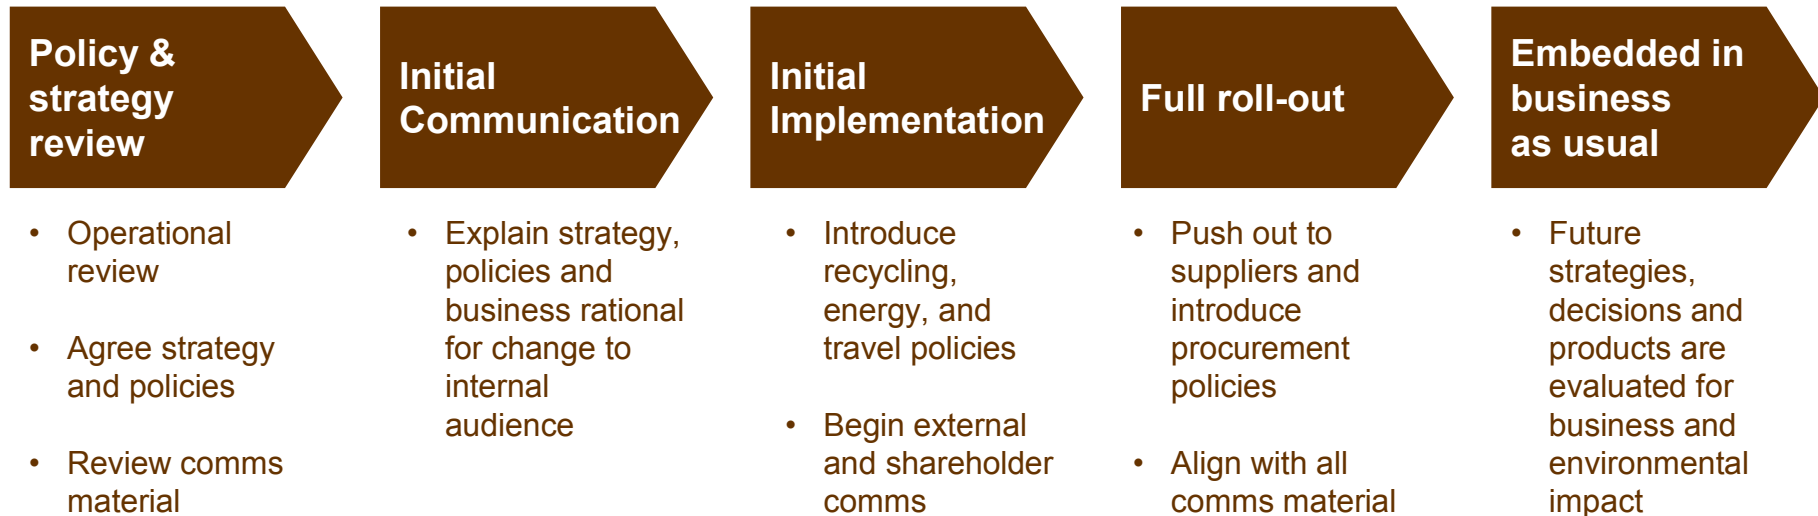 Policy &
strategy
review
• Operational
review
• Agree strategy
and policies
• Review comms
material
Initial
Communication
• Explain strategy,
policies and
business rational
for change to
internal
audience
Initial
Implementation
• Introduce
recycling,
energy, and
travel policies
• Begin external
and shareholder
comms
Full roll-out
• Push out to
suppliers and
introduce
procurement
policies
• Align with all
comms material
Embedded in
business
as usual
• Future
strategies,
decisions and
products are
evaluated for
business and
environmental
impact